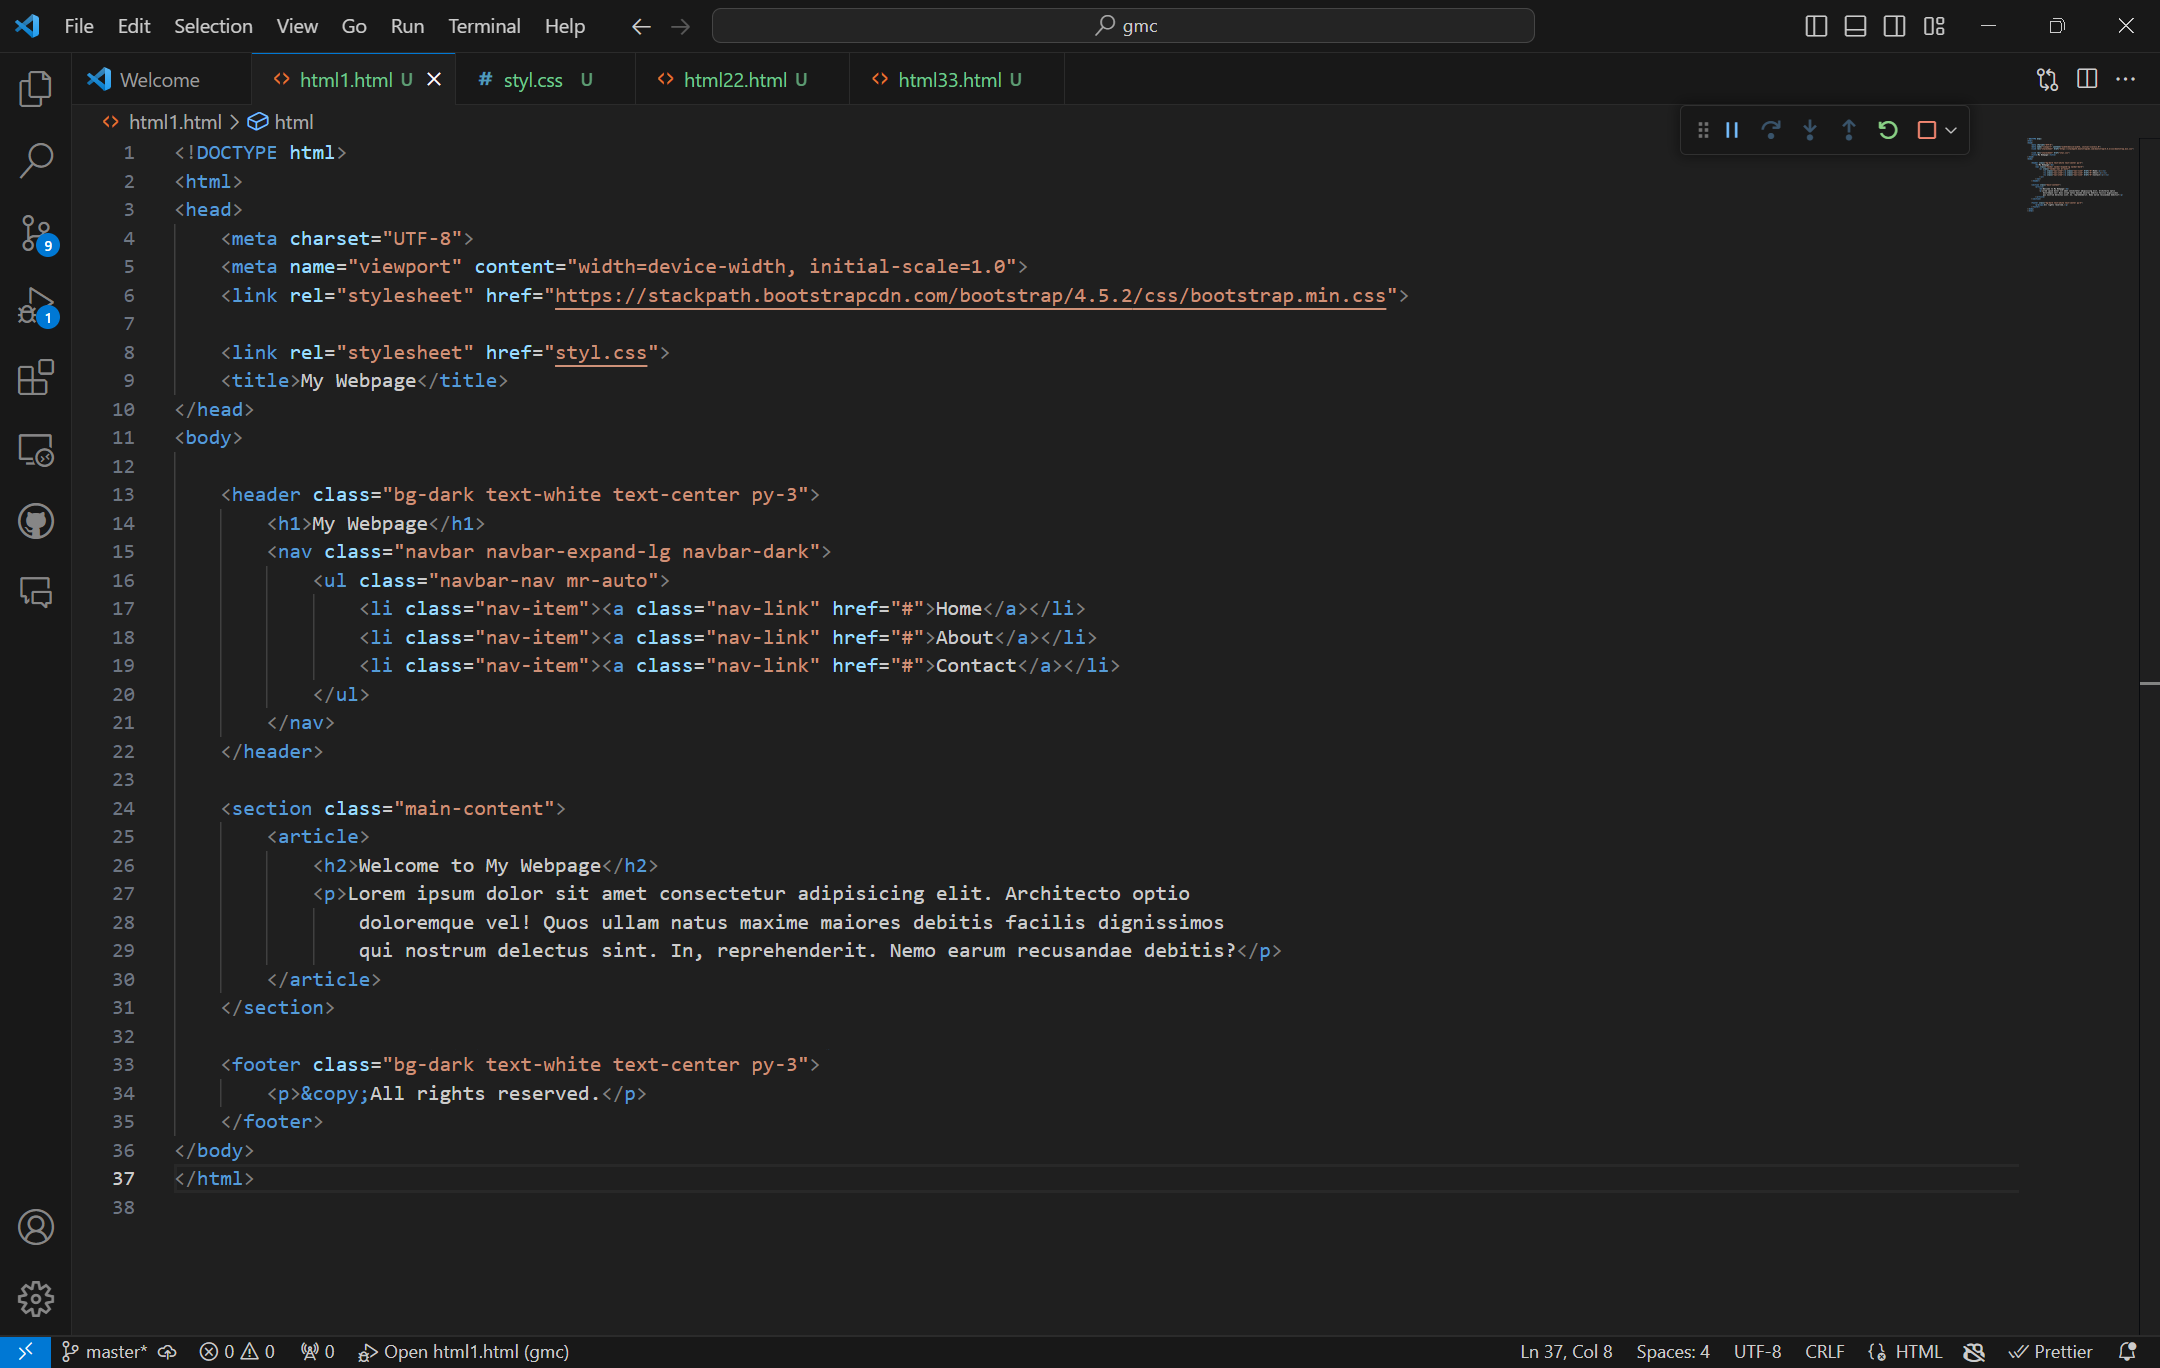 File Edit Selection View Go Run Terminal Help gmc
Welcome html1.html U styl.css U html22.html U html33.html U
html1.html > html
1 <!DOCTYPE html>
2 <html>
3 <head>
4 <meta charset="UTF-8">
5 <meta name="viewport" content="width=device-width, initial-scale=1.0">
6 <link rel="stylesheet" href="https://stackpath.bootstrapcdn.com/bootstrap/4.5.2/css/bootstrap.min.css">
7
8 <link rel="stylesheet" href="styl.css">
9 <title>My Webpage</title>
10 </head>
11 <body>
12
13 <header class="bg-dark text-white text-center py-3">
14 <h1>My Webpage</h1>
15 <nav class="navbar navbar-expand-lg navbar-dark">
16 <ul class="navbar-nav mr-auto">
17 <li class="nav-item"><a class="nav-link" href="#">Home</a></li>
18 <li class="nav-item"><a class="nav-link" href="#">About</a></li>
19 <li class="nav-item"><a class="nav-link" href="#">Contact</a></li>
20 </ul>
21 </nav>
22 </header>
23
24 <section class="main-content">
25 <article>
26 <h2>Welcome to My Webpage</h2>
27 <p>Lorem ipsum dolor sit amet consectetur adipisicing elit. Architecto optio
28 doloremque vel! Quos ullam natus maxime maiores debitis facilis dignissimos
29 qui nostrum delectus sint. In, reprehenderit. Nemo earum recusandae debitis?</p>
30 </article>
31 </section>
32
33 <footer class="bg-dark text-white text-center py-3">
34 <p>&copy;All rights reserved.</p>
35 </footer>
36 </body>
37 </html>
38
9
1
master* 0 0 0 Open html1.html (gmc) Ln 37, Col 8 Spaces: 4 UTF-8 CRLF HTML Prettier